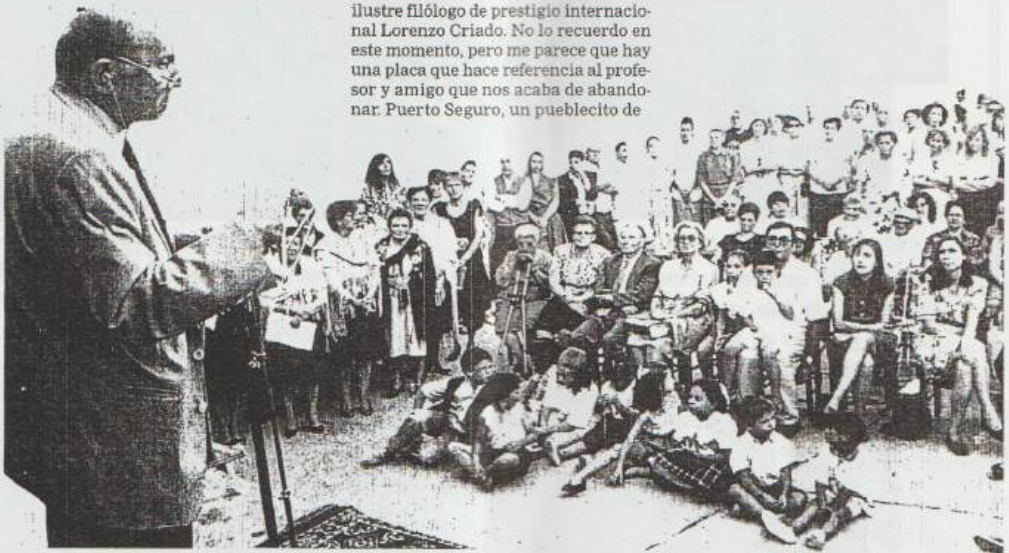 ilustre filólogo de prestigio internacio-
nal Lorenzo Criado. No lo recuerdo en
este momento, pero me parece que hay
una placa que hace referencia al profe-
sor y amigo que nos acaba de abando-
nar. Puerto Seguro, un pueblecito de